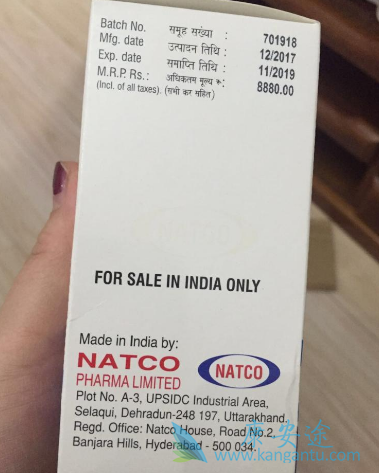 Batch No. समूह संख्या : 701918
Mfg. date उत्पादन तिथि : 12/2017
Exp. date समाप्ति तिथि : 11/2019
M.R.P. Rs.: अधिकतम मूल्य रू: 8880.00
(Incl. of all taxes). (सभी कर सहित)
FOR SALE IN INDIA ONLY
Made in India by:
NATCO
PHARMA LIMITED
NATCO
Plot No. A-3, UPSIDC Industrial Area,
Selaqui, Dehradun-248 197, Uttarakhand.
Regd. Office: Natco House, Road No.2,
Banjara Hills, Hyderabad - 500 034.
康安途
www.kangantu.com